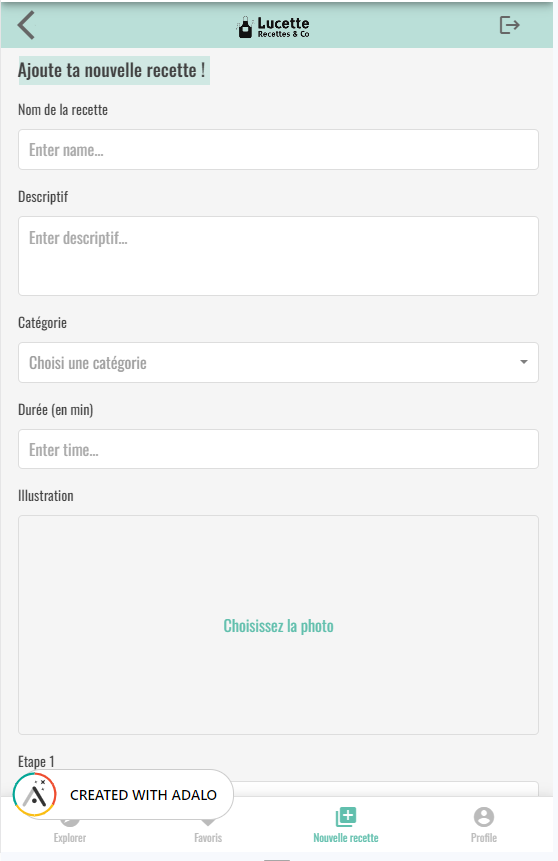 Lucette
Recettes & Co
Ajoute ta nouvelle recette !
Nom de la recette
Enter name...
Descriptif
Enter descriptif...
Catégorie
Choisi une catégorie
Durée (en min)
Enter time...
Illustration
Choisissez la photo
Etape 1
CREATED WITH ADALO
Explorer
Favoris
Nouvelle recette
Profile